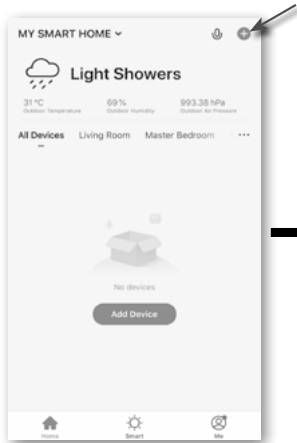 MY SMART HOME
Light Showers
31 °C 69% 993.38 hPa
Outdoor Temperature Outdoor Humidity Outdoor Air Pressure
All Devices Living Room Master Bedroom ...
No devices
Add Device
Home Smart Me